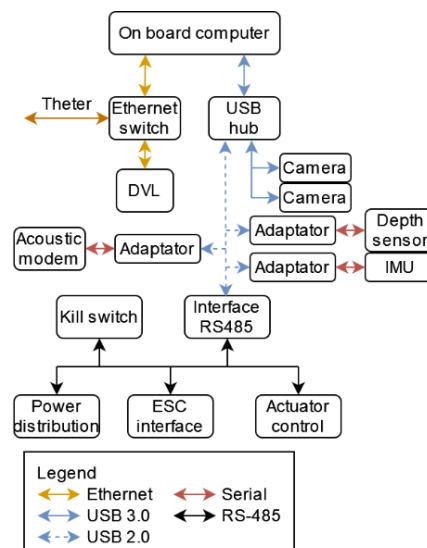 On board computer
Theter
Ethernet
switch
USB
hub
DVL
Camera
Camera
Acoustic
modem
Adaptator
Adaptator
Depth
sensor
Adaptator
IMU
Kill switch
Interface
RS485
Power
distribution
ESC
interface
Actuator
control
Legend
Ethernet
Serial
USB 3.0
RS-485
USB 2.0